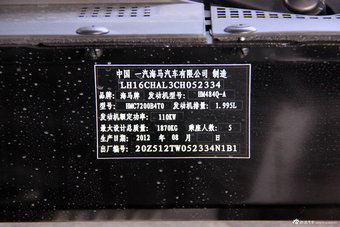 中国 一汽海马汽车有限公司 制造
LH16CHAL3CH052334
品牌: 海马牌 发动机型号: HM484Q-A
型号: HMC7200B4T0 发动机排量: 1.995L
发动机额定功率: 110KW
最大设计总质量: 1870KG 乘座人数: 5
生产日期: 2012 年 08 月 日
出厂编号: 20Z512TW052334N1B1